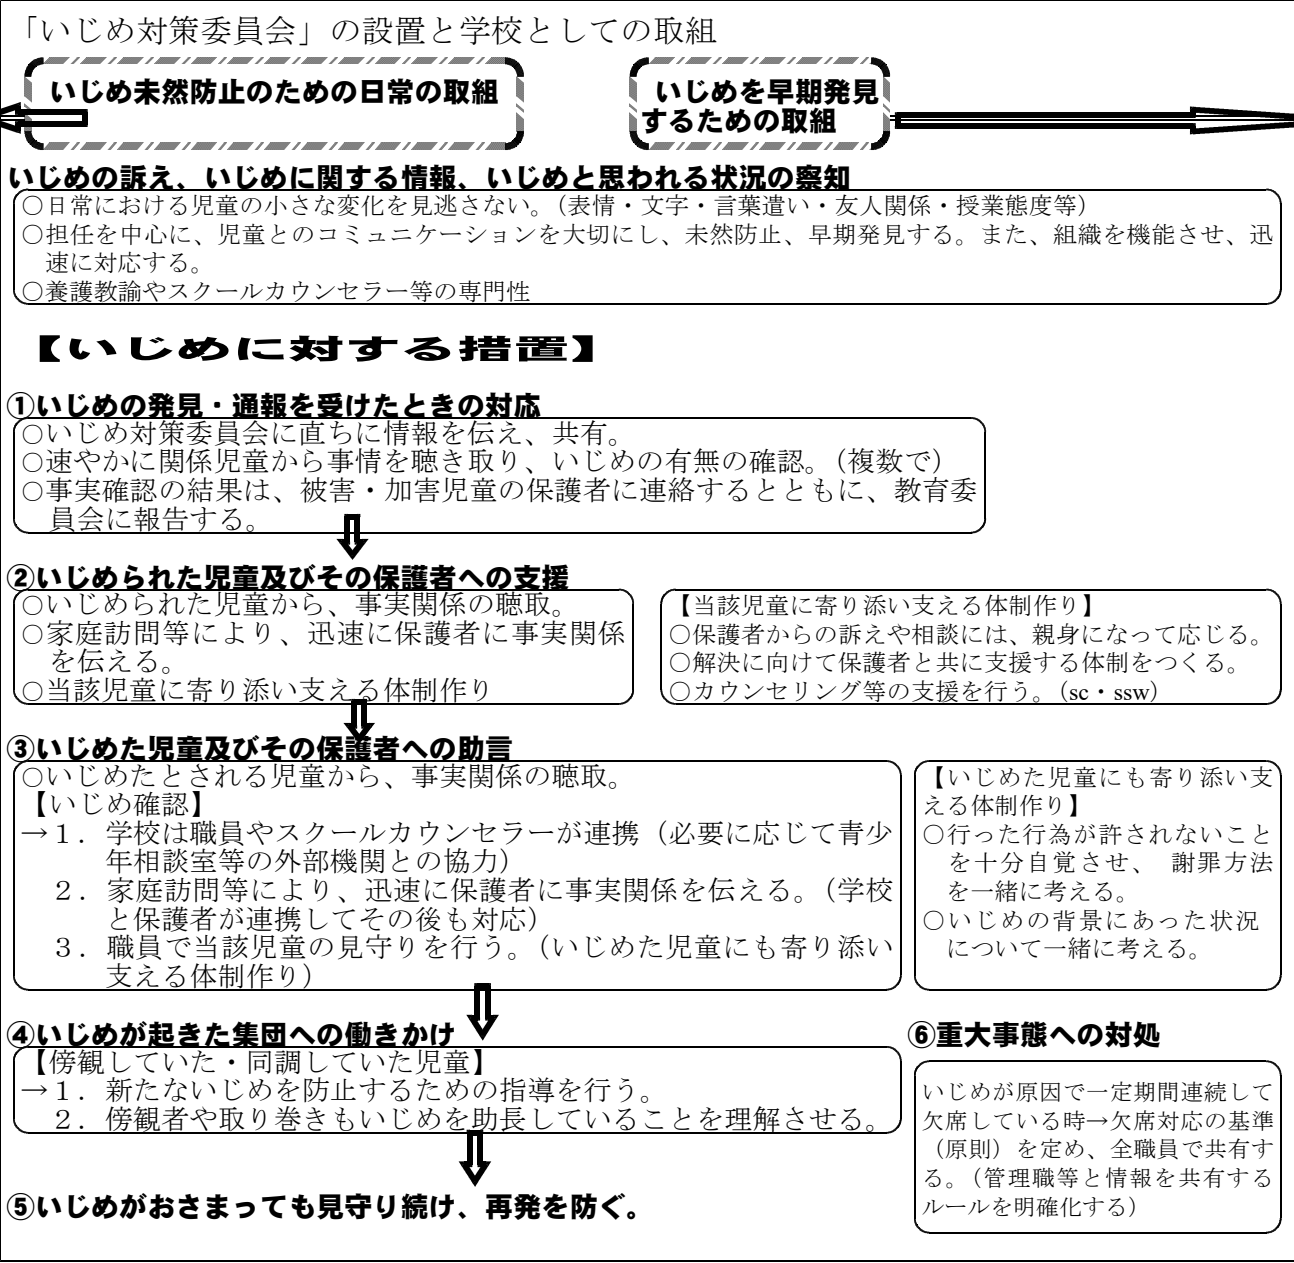 「いじめ対策委員会」の設置と学校としての取組
いじめ未然防止のための日常の取組
いじめを早期発見
するための取組
いじめの訴え、いじめに関する情報、いじめと思われる状況の察知
○日常における児童の小さな変化を見逃さない。（表情・文字・言葉遣い・友人関係・授業態度等）
○担任を中心に、児童とのコミュニケーションを大切にし、未然防止、早期発見する。また、組織を機能させ、迅
速に対応する。
○養護教諭やスクールカウンセラー等の専門性
【いじめに対する措置】
①いじめの発見・通報を受けたときの対応
○いじめ対策委員会に直ちに情報を伝え、共有。
○速やかに関係児童から事情を聴き取り、いじめの有無の確認。（複数で）
○事実確認の結果は、被害・加害児童の保護者に連絡するとともに、教育委
員会に報告する。
②いじめられた児童及びその保護者への支援
○いじめられた児童から、事実関係の聴取。
○家庭訪問等により、迅速に保護者に事実関係
を伝える。
○当該児童に寄り添い支える体制作り
【当該児童に寄り添い支える体制作り】
○保護者からの訴えや相談には、親身になって応じる。
○解決に向けて保護者と共に支援する体制をつくる。
○カウンセリング等の支援を行う。（sc・ssw）
③いじめた児童及びその保護者への助言
○いじめたとされる児童から、事実関係の聴取。
【いじめ確認】
→１．学校は職員やスクールカウンセラーが連携（必要に応じて青少
年相談室等の外部機関との協力）
２．家庭訪問等により、迅速に保護者に事実関係を伝える。（学校
と保護者が連携してその後も対応）
３．職員で当該児童の見守りを行う。（いじめた児童にも寄り添い
支える体制作り）
【いじめた児童にも寄り添い支
える体制作り】
○行った行為が許されないこと
を十分自覚させ、 謝罪方法
を一緒に考える。
○いじめの背景にあった状況
について一緒に考える。
④いじめが起きた集団への働きかけ
【傍観していた・同調していた児童】
→１．新たないじめを防止するための指導を行う。
２．傍観者や取り巻きもいじめを助長していることを理解させる。
⑤いじめがおさまっても見守り続け、再発を防ぐ。
⑥重大事態への対処
いじめが原因で一定期間連続して
欠席している時→欠席対応の基準
（原則）を定め、全職員で共有す
る。（管理職等と情報を共有する
ルールを明確化する）